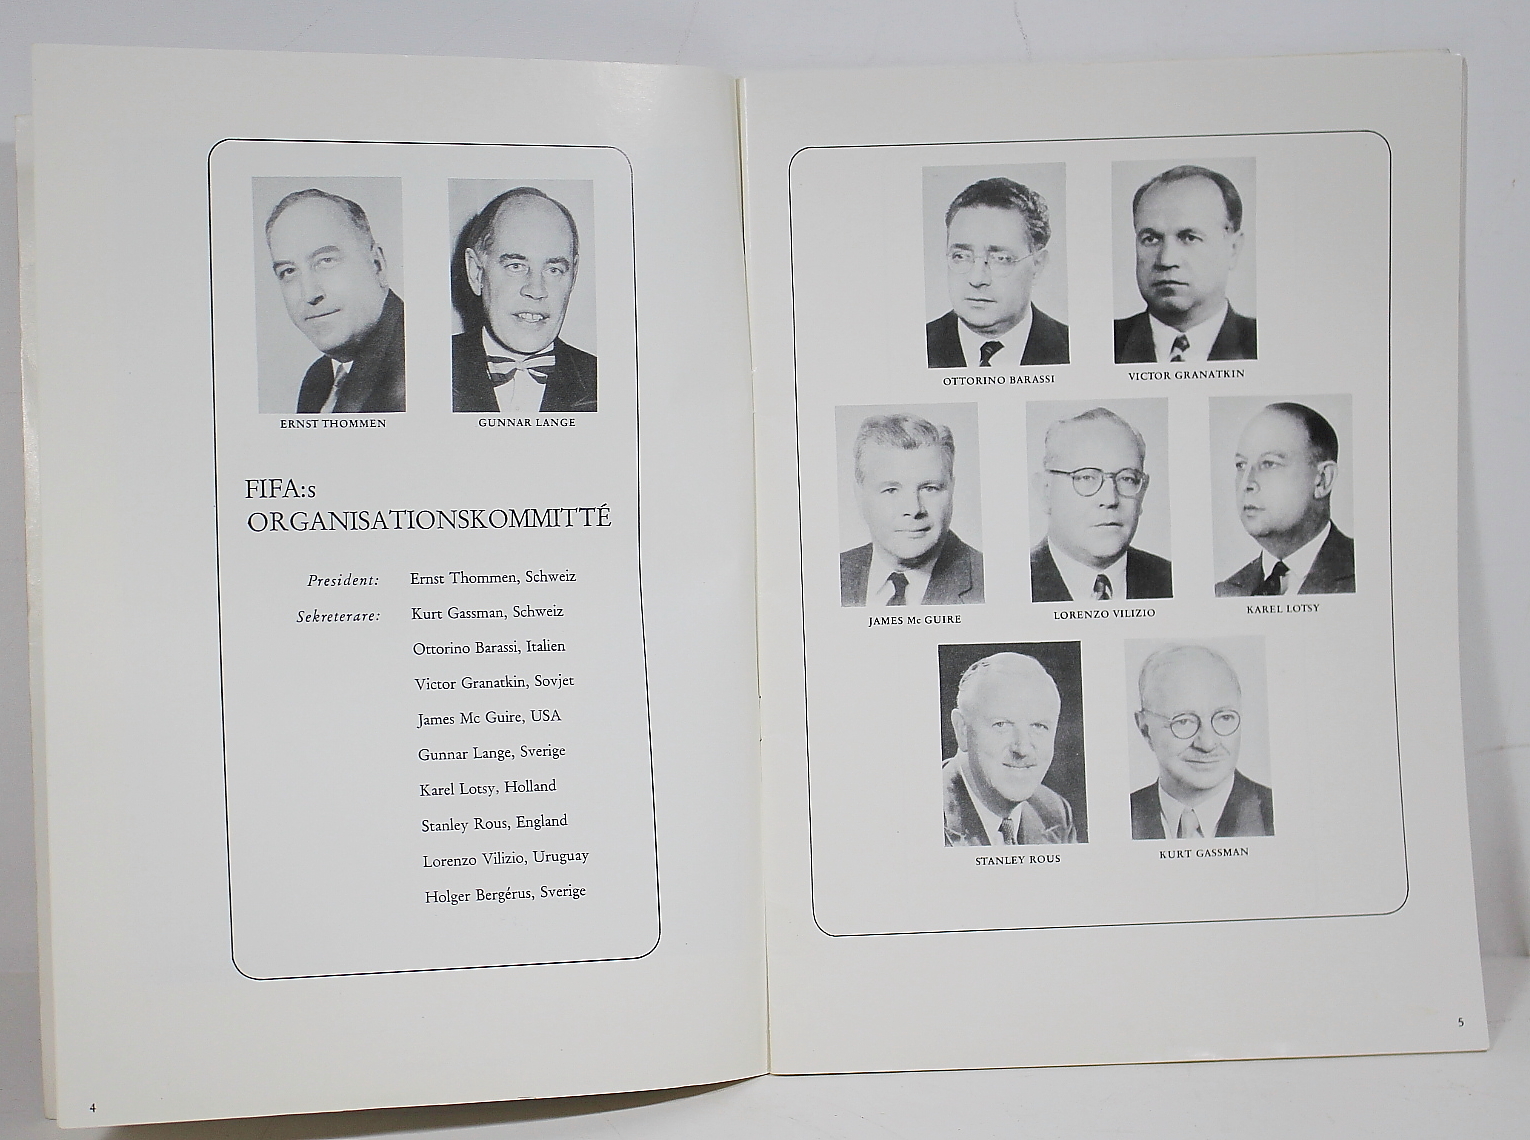 ERNST THOMMEN
GUNNAR LANGE
FIFA:s
ORGANISATIONSKOMMITTÉ
President: Ernst Thommen, Schweiz
Sekreterare: Kurt Gassman, Schweiz
Ottorino Barassi, Italien
Victor Granatkin, Sovjet
James Mc Guire, USA
Gunnar Lange, Sverige
Karel Lotsy, Holland
Stanley Rous, England
Lorenzo Vilizio, Uruguay
Holger Bergérus, Sverige
4
OTTORINO BARASSI
VICTOR GRANATKIN
JAMES Mc GUIRE
LORENZO VILIZIO
KAREL LOTSY
STANLEY ROUS
KURT GASSMAN
5